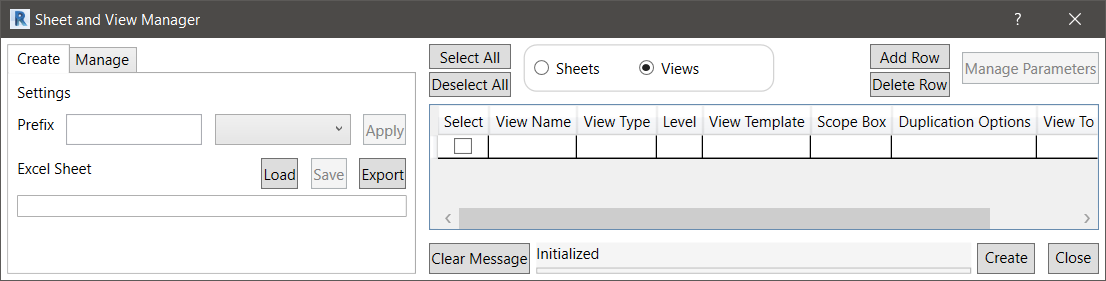 R Sheet and View Manager ?
Create Manage
Settings
Prefix Apply
Excel Sheet Load Save Export
Select All
Deselect All
Sheets Views
Add Row
Delete Row
Manage Parameters
Select View Name View Type Level View Template Scope Box Duplication Options View To
Clear Message Initialized Create Close